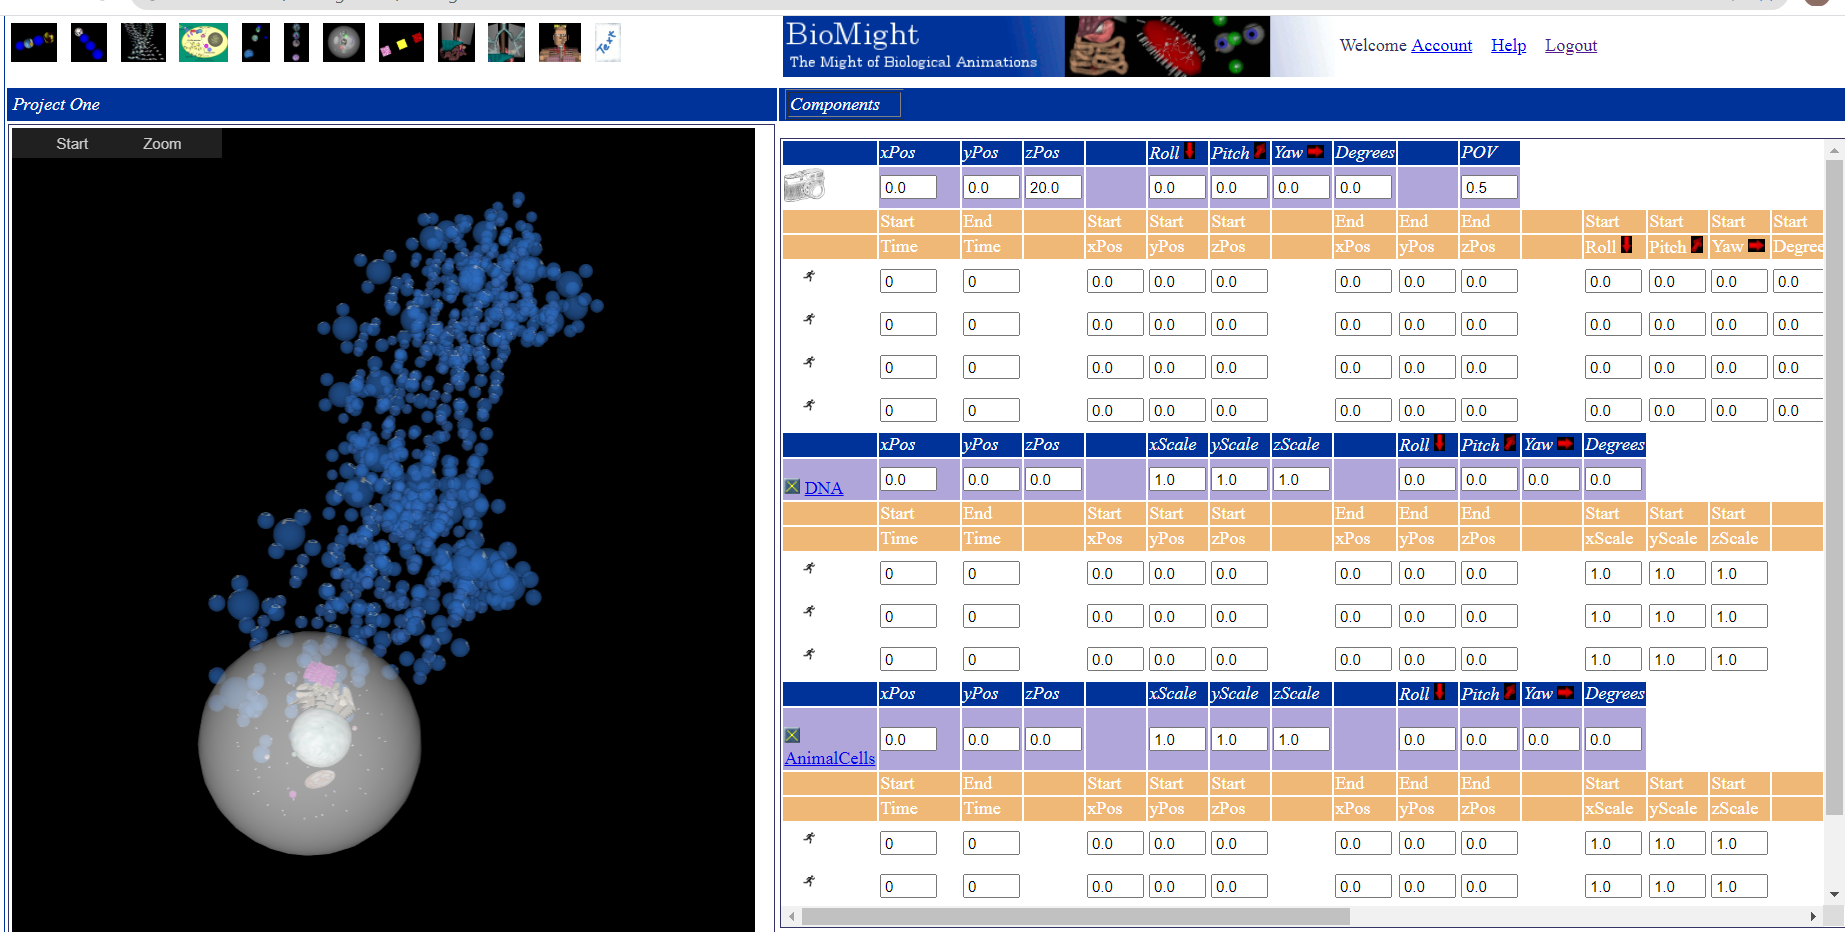 Text
BioMight
The Might of Biological Animations
Welcome Account Help Logout
Project One
Components
Start Zoom
xPos yPos zPos Roll Pitch Yaw Degrees POV
0.0 0.0 20.0 0.0 0.0 0.0 0.0 0.5
Start End Start Start Start End End End Start Start Start Start
Time Time xPos yPos zPos xPos yPos zPos Roll Pitch Yaw Degree
0 0 0.0 0.0 0.0 0.0 0.0 0.0 0.0 0.0 0.0 0.0
0 0 0.0 0.0 0.0 0.0 0.0 0.0 0.0 0.0 0.0 0.0
0 0 0.0 0.0 0.0 0.0 0.0 0.0 0.0 0.0 0.0 0.0
0 0 0.0 0.0 0.0 0.0 0.0 0.0 0.0 0.0 0.0 0.0
xPos yPos zPos xScale yScale zScale Roll Pitch Yaw Degrees
DNA 0.0 0.0 0.0 1.0 1.0 1.0 0.0 0.0 0.0 0.0
Start End Start Start Start End End End Start Start Start
Time Time xPos yPos zPos xPos yPos zPos xScale yScale zScale
0 0 0.0 0.0 0.0 0.0 0.0 0.0 1.0 1.0 1.0
0 0 0.0 0.0 0.0 0.0 0.0 0.0 1.0 1.0 1.0
0 0 0.0 0.0 0.0 0.0 0.0 0.0 1.0 1.0 1.0
xPos yPos zPos xScale yScale zScale Roll Pitch Yaw Degrees
AnimalCells 0.0 0.0 0.0 1.0 1.0 1.0 0.0 0.0 0.0 0.0
Start End Start Start Start End End End Start Start Start
Time Time xPos yPos zPos xPos yPos zPos xScale yScale zScale
0 0 0.0 0.0 0.0 0.0 0.0 0.0 1.0 1.0 1.0
0 0 0.0 0.0 0.0 0.0 0.0 0.0 1.0 1.0 1.0